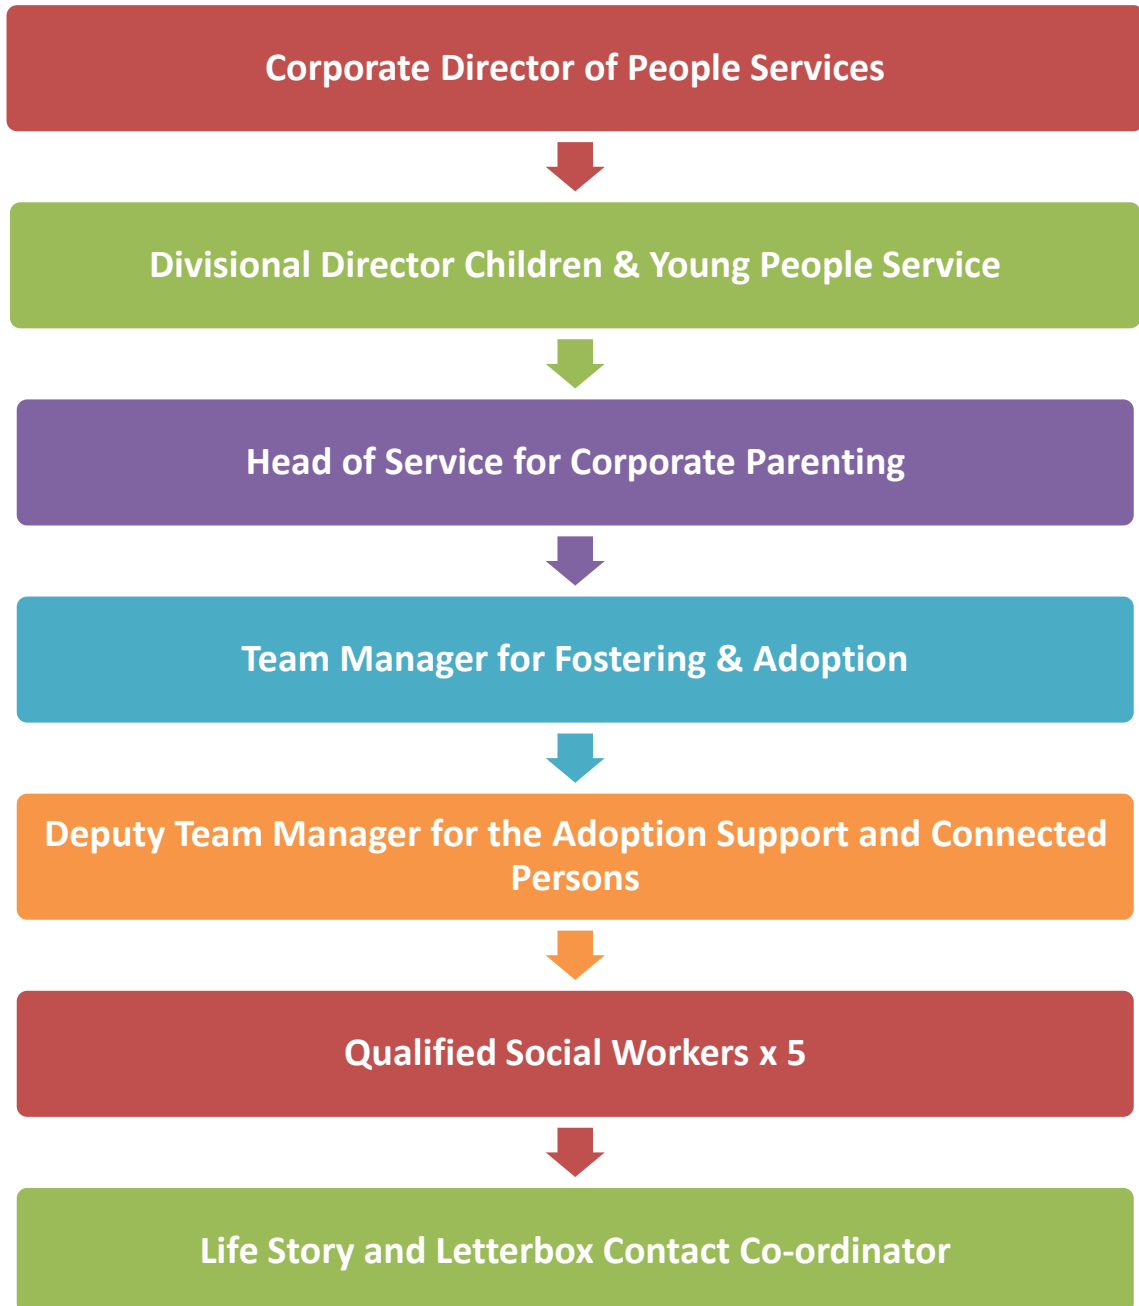 Corporate Director of People Services
Divisional Director Children & Young People Service
Head of Service for Corporate Parenting
Team Manager for Fostering & Adoption
Deputy Team Manager for the Adoption Support and Connected
Persons
Qualified Social Workers x 5
Life Story and Letterbox Contact Co-ordinator